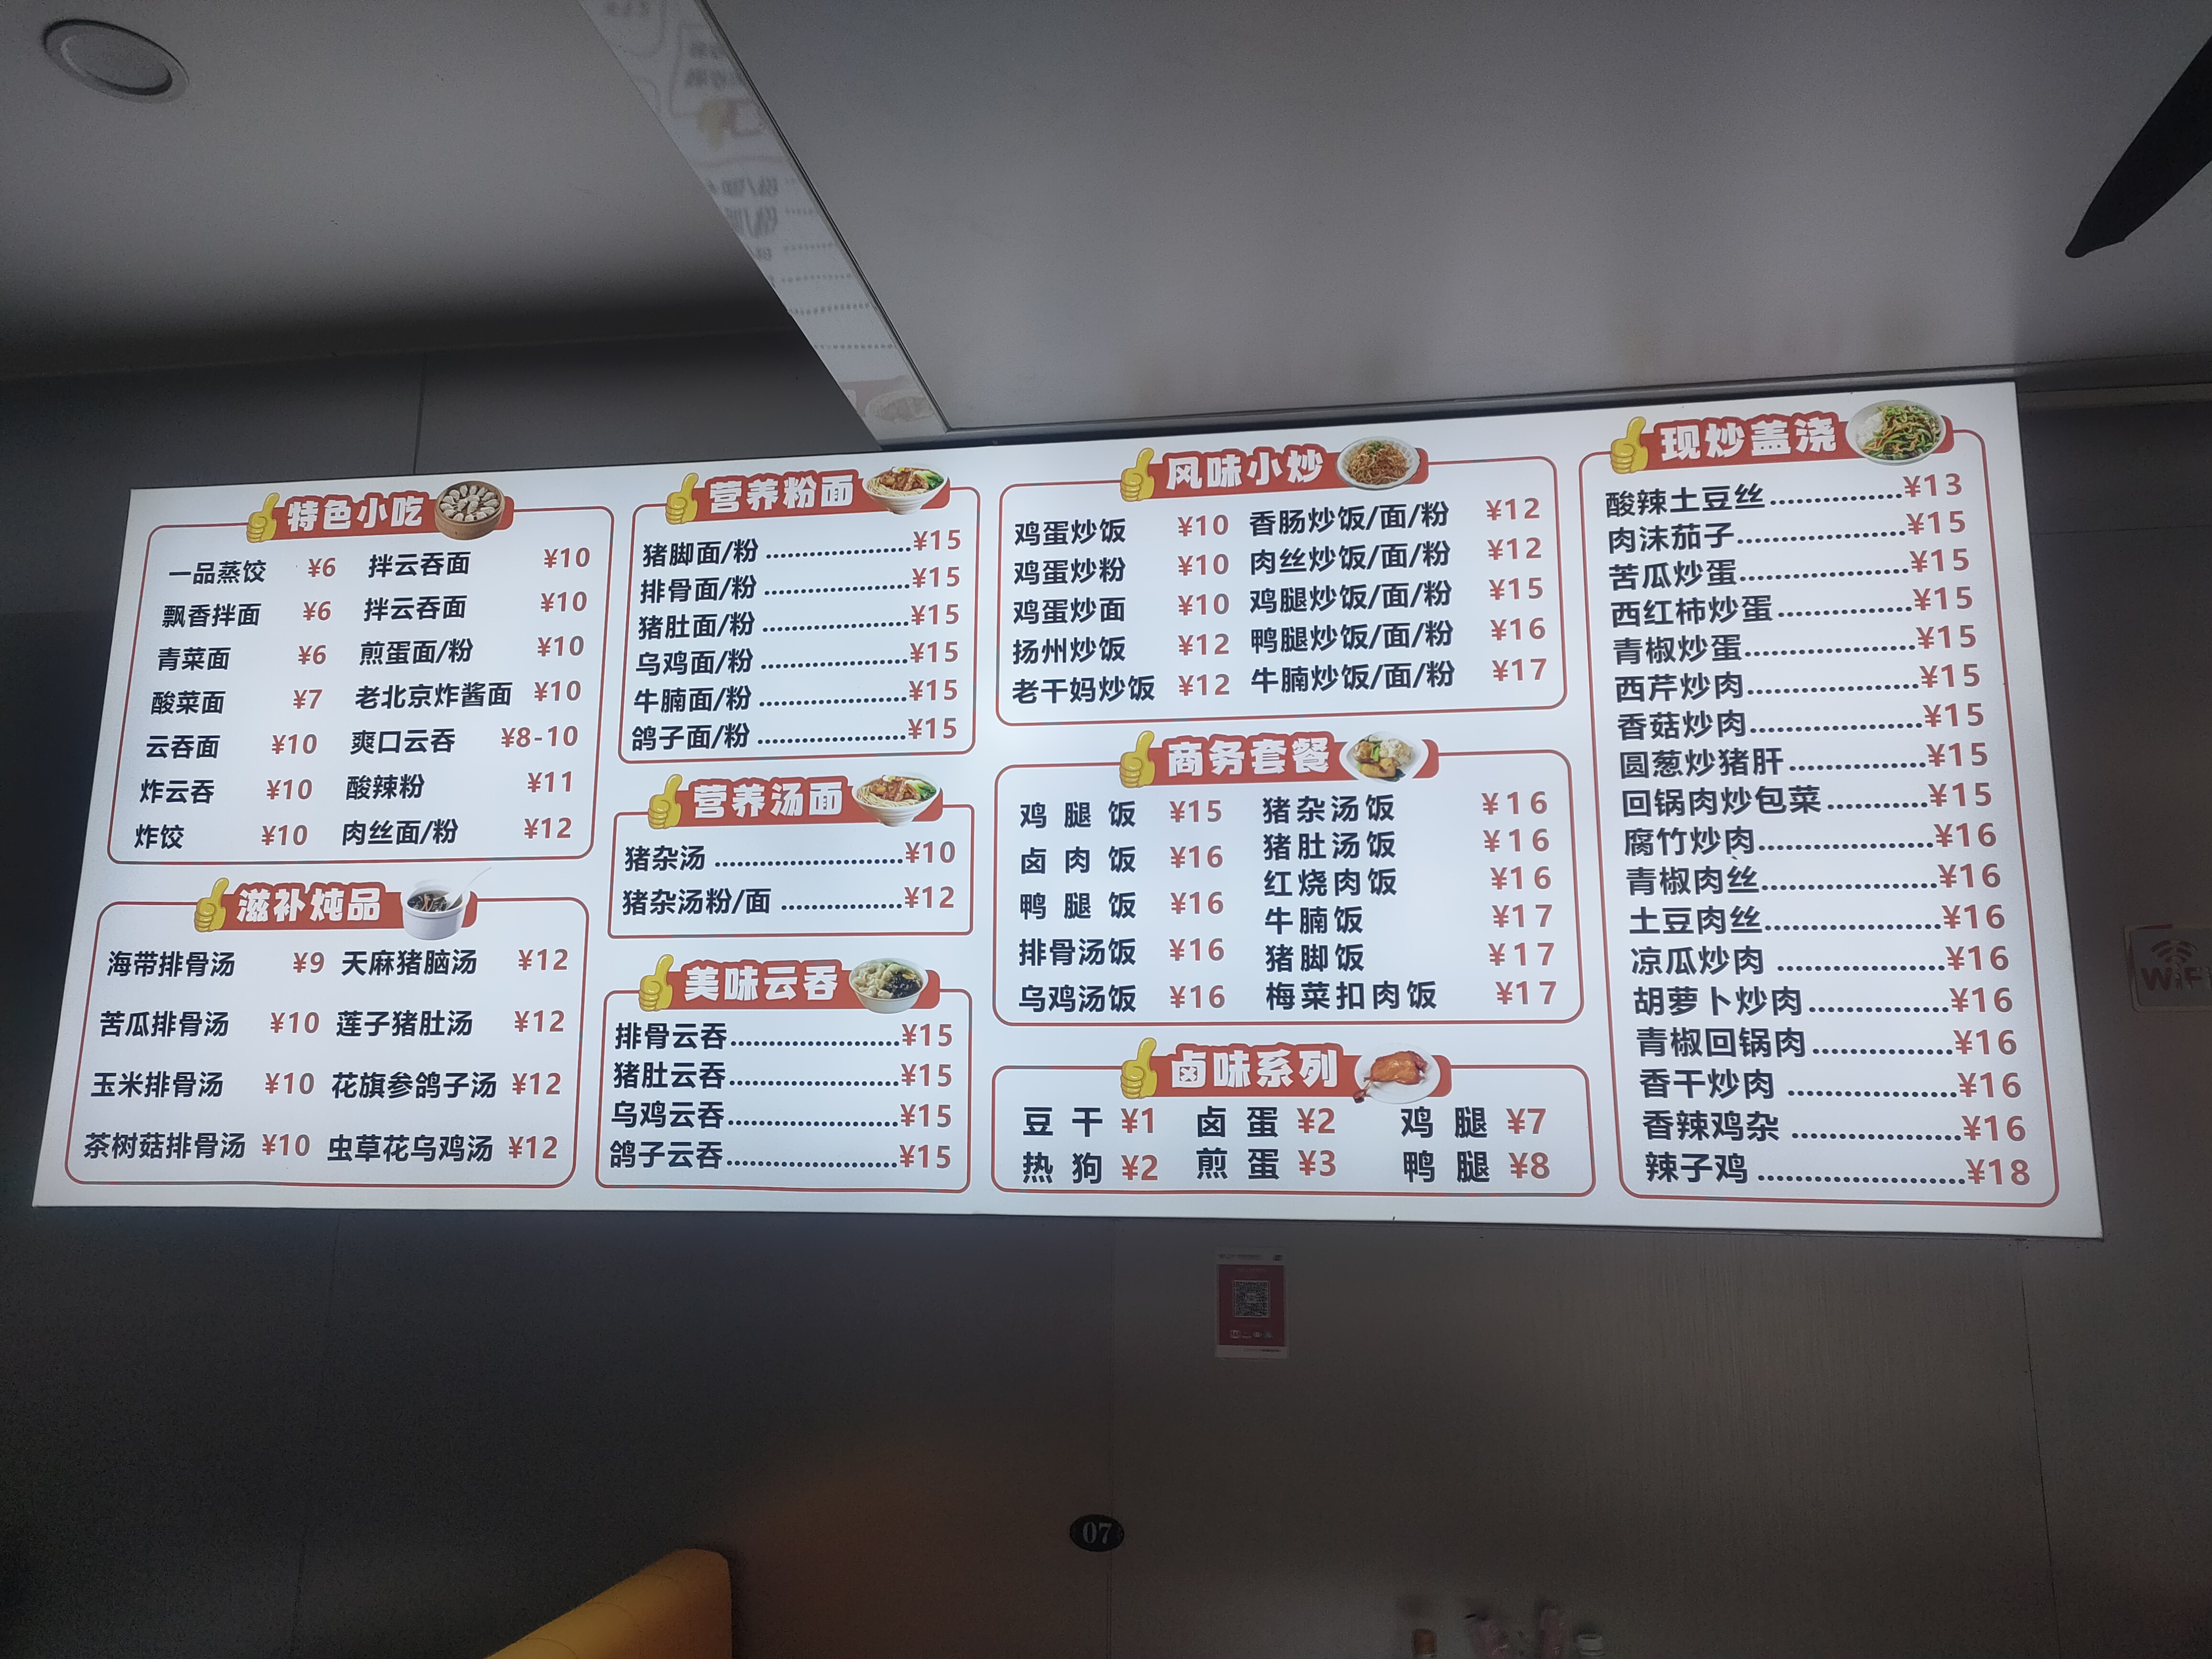 特色小吃
一品蒸饺 ¥6 拌云吞面 ¥10
飘香拌面 ¥6 拌云吞面 ¥10
青菜面 ¥6 煎蛋面/粉 ¥10
酸菜面 ¥7 老北京炸酱面 ¥10
云吞面 ¥10 爽口云吞 ¥8-10
炸云吞 ¥10 酸辣粉 ¥11
炸饺 ¥10 肉丝面/粉 ¥12
滋补炖品
海带排骨汤 ¥9 天麻猪脑汤 ¥12
苦瓜排骨汤 ¥10 莲子猪肚汤 ¥12
玉米排骨汤 ¥10 花旗参鸽子汤 ¥12
茶树菇排骨汤 ¥10 虫草花乌鸡汤 ¥12
营养粉面
猪脚面/粉 ....................¥15
排骨面/粉 ....................¥15
猪肚面/粉 ....................¥15
乌鸡面/粉 ....................¥15
牛腩面/粉 ....................¥15
鸽子面/粉 ....................¥15
营养汤面
猪杂汤 ..........................¥10
猪杂汤粉/面 .................¥12
美味云吞
排骨云吞........................¥15
猪肚云吞........................¥15
乌鸡云吞........................¥15
鸽子云吞........................¥15
风味小炒
鸡蛋炒饭 ¥10 香肠炒饭/面/粉 ¥12
鸡蛋炒粉 ¥10 肉丝炒饭/面/粉 ¥12
鸡蛋炒面 ¥10 鸡腿炒饭/面/粉 ¥15
扬州炒饭 ¥12 鸭腿炒饭/面/粉 ¥16
老干妈炒饭 ¥12 牛腩炒饭/面/粉 ¥17
商务套餐
鸡腿饭 ¥15 猪杂汤饭 ¥16
卤肉饭 ¥16 猪肚汤饭 ¥16
红烧肉饭 ¥16
鸭腿饭 ¥16 牛腩饭 ¥17
排骨汤饭 ¥16 猪脚饭 ¥17
乌鸡汤饭 ¥16 梅菜扣肉饭 ¥17
卤味系列
豆干 ¥1 卤蛋 ¥2 鸡腿 ¥7
热狗 ¥2 煎蛋 ¥3 鸭腿 ¥8
现炒盖浇
酸辣土豆丝.................¥13
肉沫茄子......................¥15
苦瓜炒蛋......................¥15
西红柿炒蛋.................¥15
青椒炒蛋......................¥15
西芹炒肉......................¥15
香菇炒肉......................¥15
圆葱炒猪肝.................¥15
回锅肉炒包菜............¥15
腐竹炒肉......................¥16
青椒肉丝......................¥16
土豆肉丝......................¥16
凉瓜炒肉 .....................¥16
胡萝卜炒肉.................¥16
青椒回锅肉.................¥16
香干炒肉 .....................¥16
香辣鸡杂 .....................¥16
辣子鸡 .........................¥18
WiFi
07